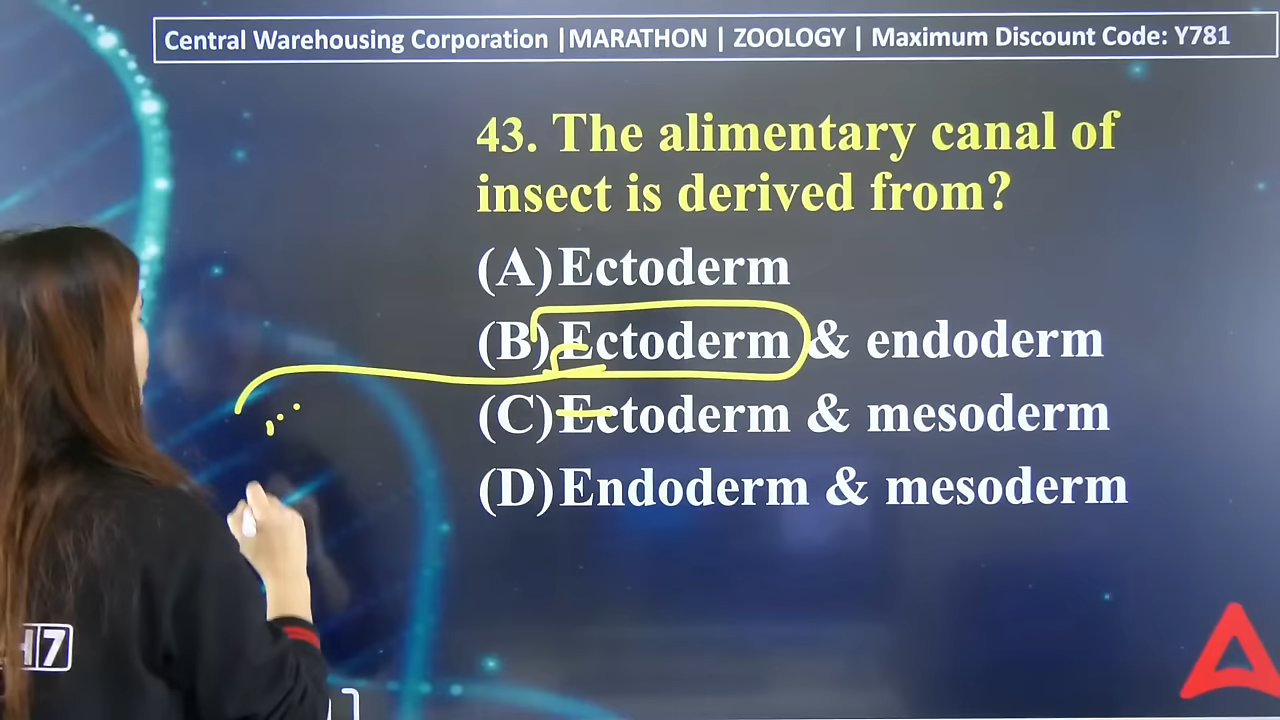 Central Warehousing Corporation |MARATHON | ZOOLOGY | Maximum Discount Code: Y781
43. The alimentary canal of
insect is derived from?
(A) Ectoderm
(B) Ectoderm & endoderm
(C) Ectoderm & mesoderm
(D) Endoderm & mesoderm
7